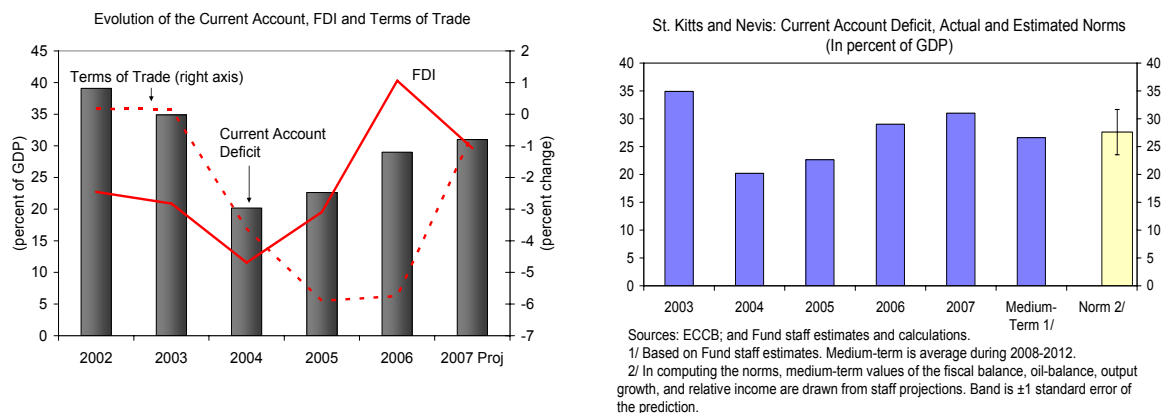 Evolution of the Current Account, FDI and Terms of Trade
45
40
35
30
25
20
15
10
5
0
(percent of GDP)
2
1
0
-1
-2
-3
-4
-5
-6
-7
(percent change)
Terms of Trade (right axis)
FDI
Current Account
Deficit
2002 2003 2004 2005 2006 2007 Proj
St. Kitts and Nevis: Current Account Deficit, Actual and Estimated Norms
(In percent of GDP)
40 40
35 35
30 30
25 25
20 20
15 15
10 10
5 5
0 0
2003 2004 2005 2006 2007 Medium- Norm 2/
Term 1/
Sources: ECCB; and Fund staff estimates and calculations.
1/ Based on Fund staff estimates. Medium-term is average during 2008-2012.
2/ In computing the norms, medium-term values of the fiscal balance, oil-balance, output
growth, and relative income are drawn from staff projections. Band is ±1 standard error of
the prediction.